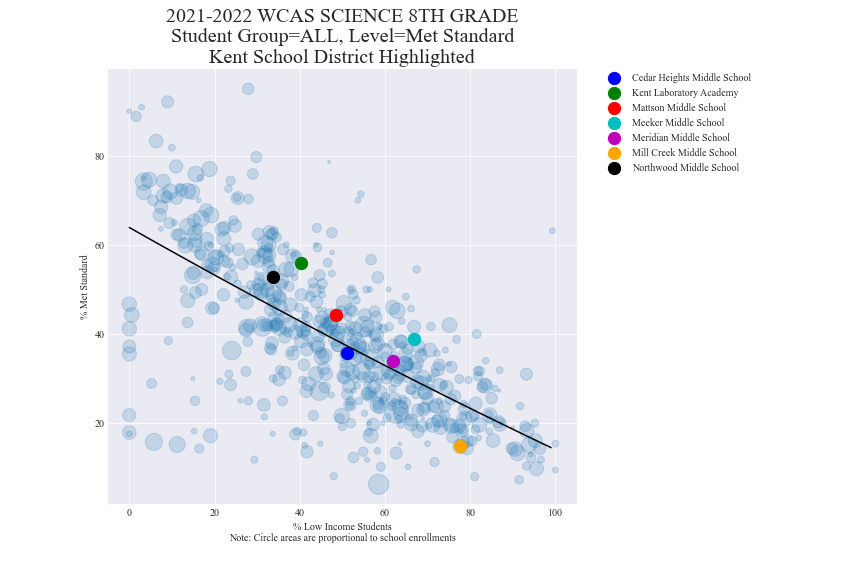 2021-2022 WCAS SCIENCE 8TH GRADE
Student Group=ALL, Level=Met Standard
Kent School District Highlighted
Cedar Heights Middle School
Kent Laboratory Academy
Mattson Middle School
Meeker Middle School
Meridian Middle School
Mill Creek Middle School
Northwood Middle School
% Met Standard
80
60
40
20
0 20 40 60 80 100
% Low Income Students
Note: Circle areas are proportional to school enrollments